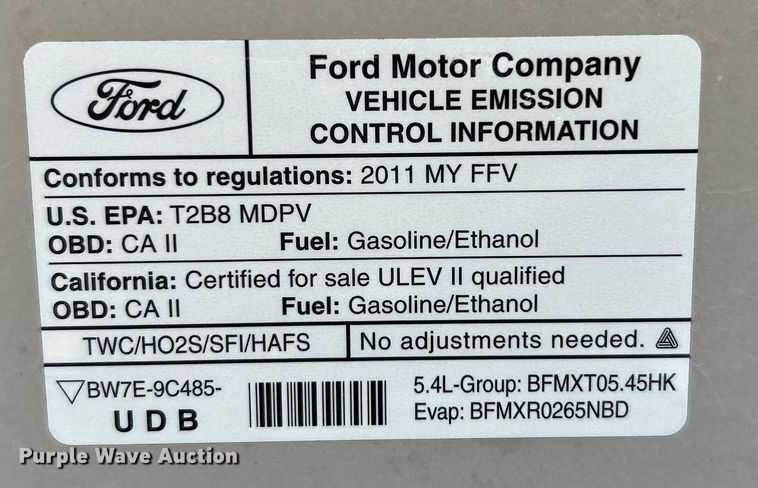 Ford
Ford Motor Company
VEHICLE EMISSION
CONTROL INFORMATION
Conforms to regulations: 2011 MY FFV
U.S. EPA: T2B8 MDPV
OBD: CA II Fuel: Gasoline/Ethanol
California: Certified for sale ULEV II qualified
OBD: CA II Fuel: Gasoline/Ethanol
TWC/HO2S/SFI/HAFS No adjustments needed.
BW7E-9C485-
UDB
5.4L-Group: BFMXT05.45HK
Evap: BFMXR0265NBD
Purple Wave Auction